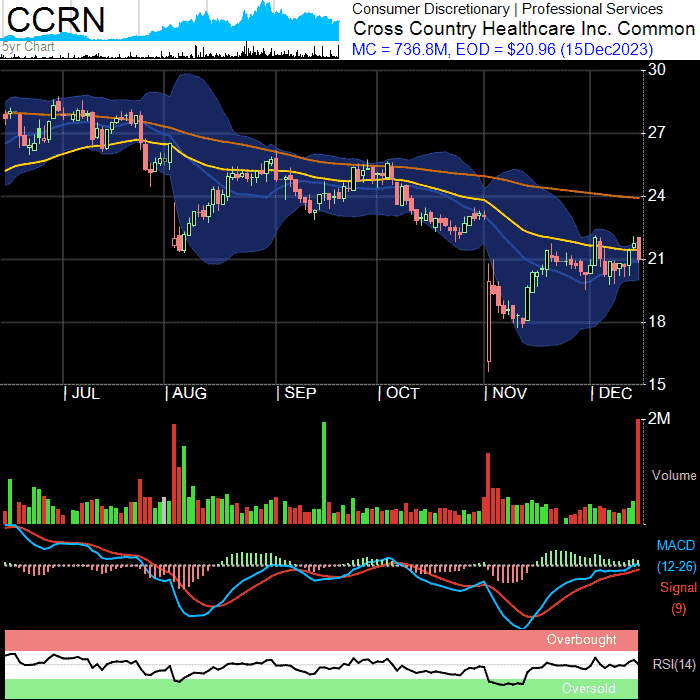 CCRN
5yr Chart
Consumer Discretionary | Professional Services
Cross Country Healthcare Inc. Common
MC = 736.8M, EOD = $20.96 (15Dec2023)
30
27
24
21
18
15
| JUL | AUG | SEP | OCT | NOV | DEC
2M
Volume
MACD
(12-26)
Signal
(9)
Overbought
RSI(14)
Oversold